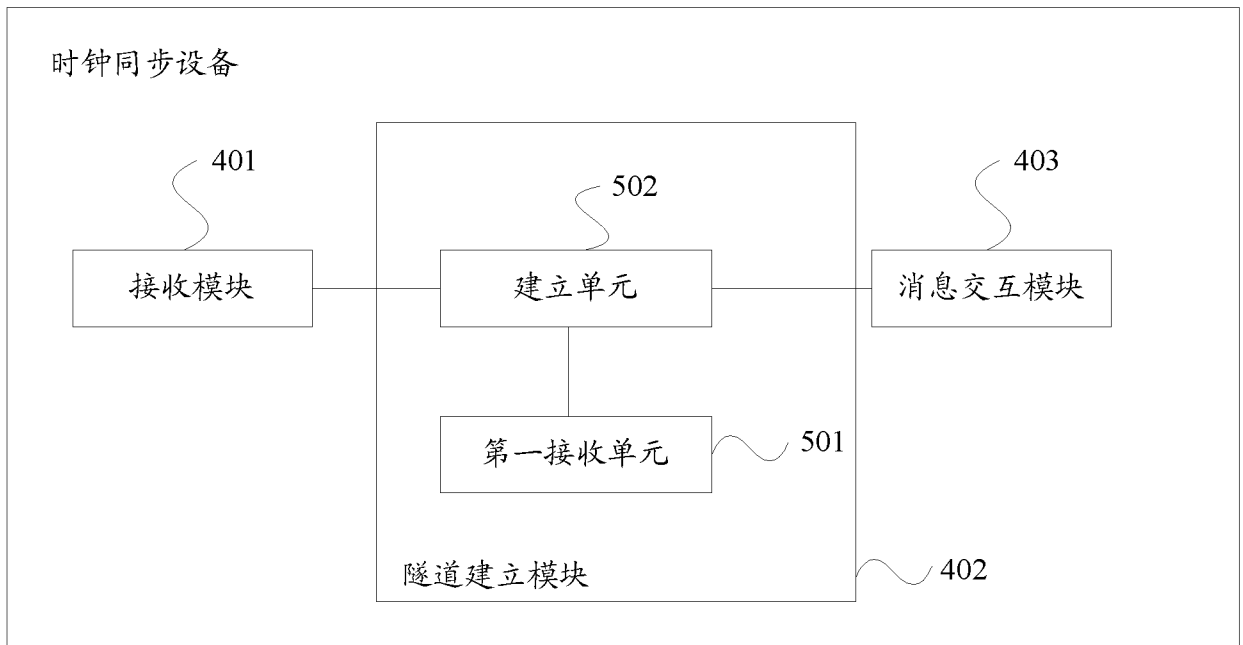 时钟同步设备
401
502
403
接收模块
建立单元
消息交互模块
第一接收单元
501
隧道建立模块
402